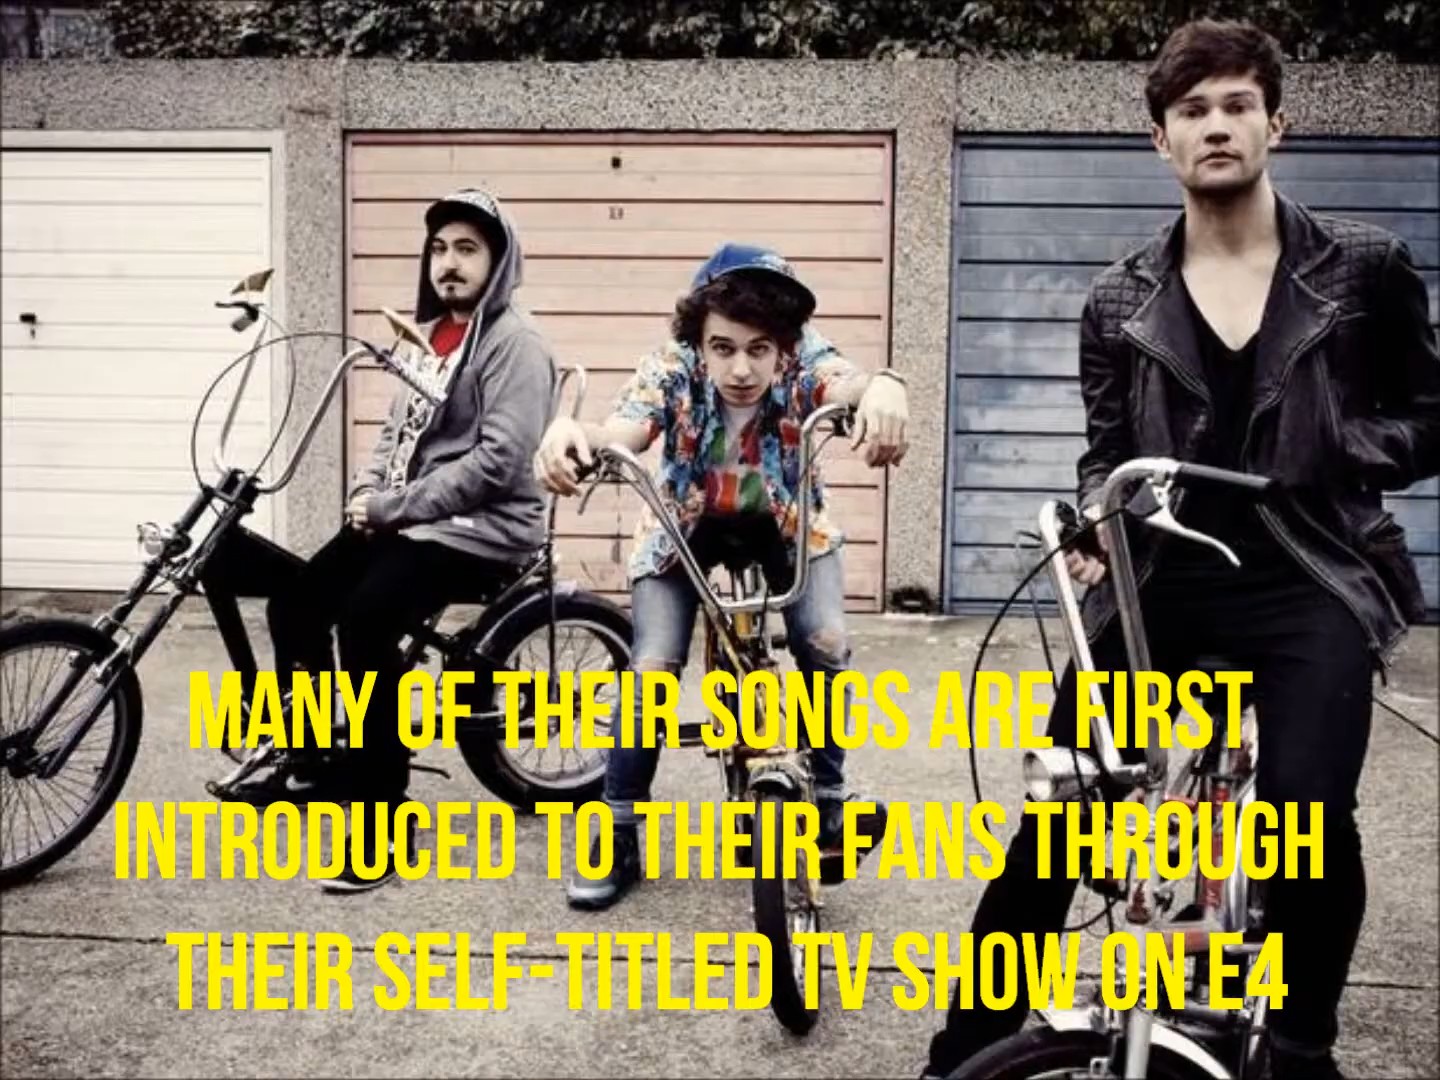 MANY OF THEIR SONGS ARE FIRST
INTRODUCED TO THEIR FANS THROUGH
THEIR SELF-TITLED TV SHOW ON E4